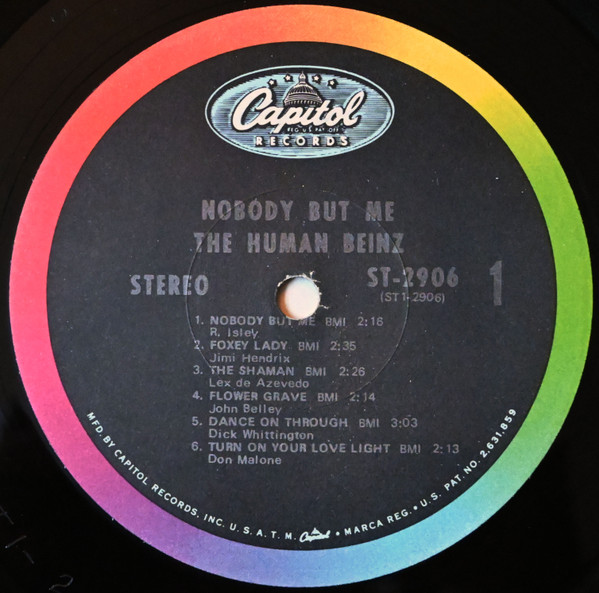 Capitol
REG. U.S. PAT. OFF.
RECORDS
NOBODY BUT ME
THE HUMAN BEINZ
STEREO
ST-2906
(ST1-2906)
1
1. NOBODY BUT ME BMI 2:16
R. Isley
2. FOXEY LADY BMI 2:35
Jimi Hendrix
3. THE SHAMAN BMI 2:26
Lex de Azevedo
4. FLOWER GRAVE BMI 2:14
John Belley
5. DANCE ON THROUGH BMI 3:03
Dick Whittington
6. TURN ON YOUR LOVE LIGHT BMI 2:13
Don Malone
MFD. BY CAPITOL RECORDS, INC. U. S. A. T. M. Capitol • MARCA REG. • U. S. PAT. NO. 2,631,859